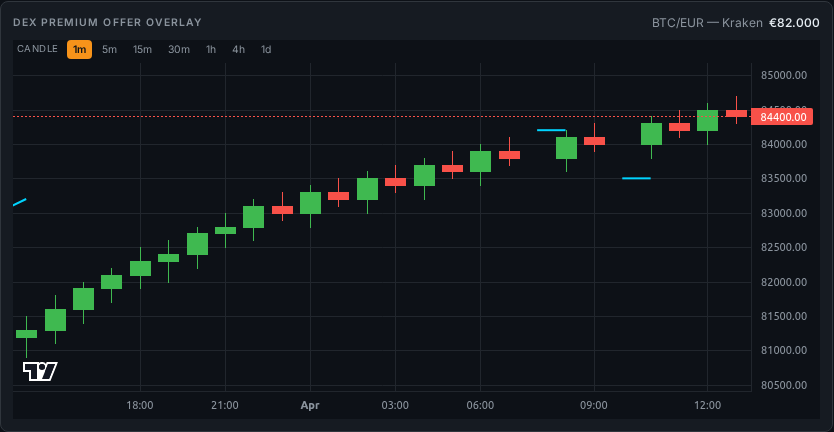 DEX PREMIUM OFFER OVERLAY
BTC/EUR — Kraken €82.000
CANDLE 1m 5m 15m 30m 1h 4h 1d
85000.00
84500.00
84400.00
84000.00
83500.00
83000.00
82500.00
82000.00
81500.00
81000.00
80500.00
18:00 21:00 Apr 03:00 06:00 09:00 12:00